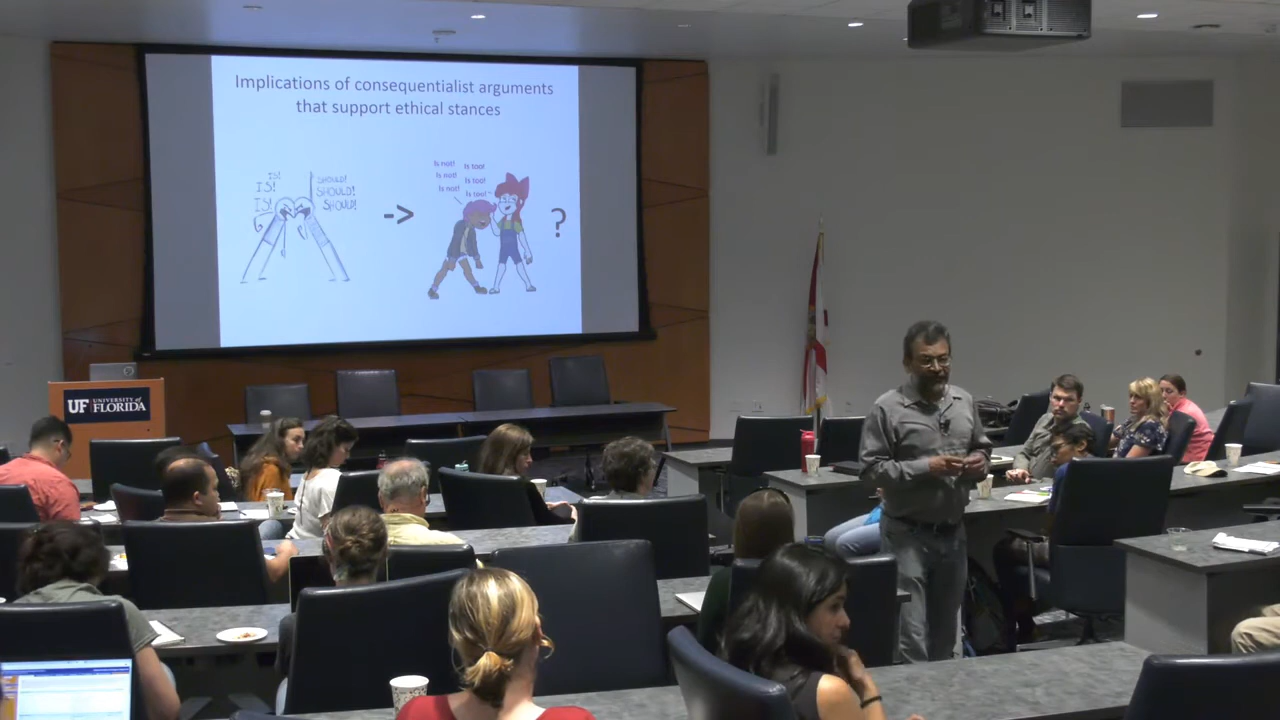 Implications of consequentialist arguments
that support ethical stances
IS!
IS!
IS!
SHOULD!
SHOULD!
SHOULD!
->
Is not!
Is not!
Is not!
Is too!
Is too!
Is too!
?
UF UNIVERSITY of
FLORIDA